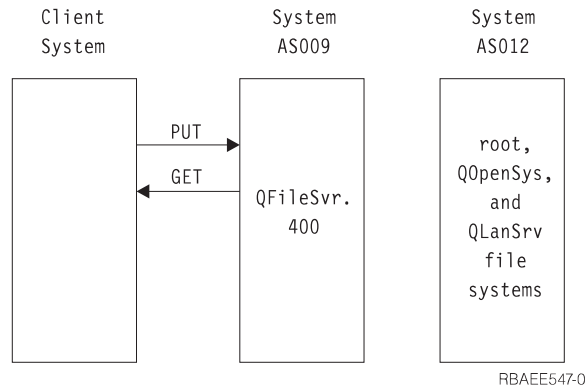 Client
System
System
AS009
System
AS012
PUT
GET
QFileSvr.
400
root,
QOpenSys,
and
QLanSrv
file
systems
RBAEE547-0